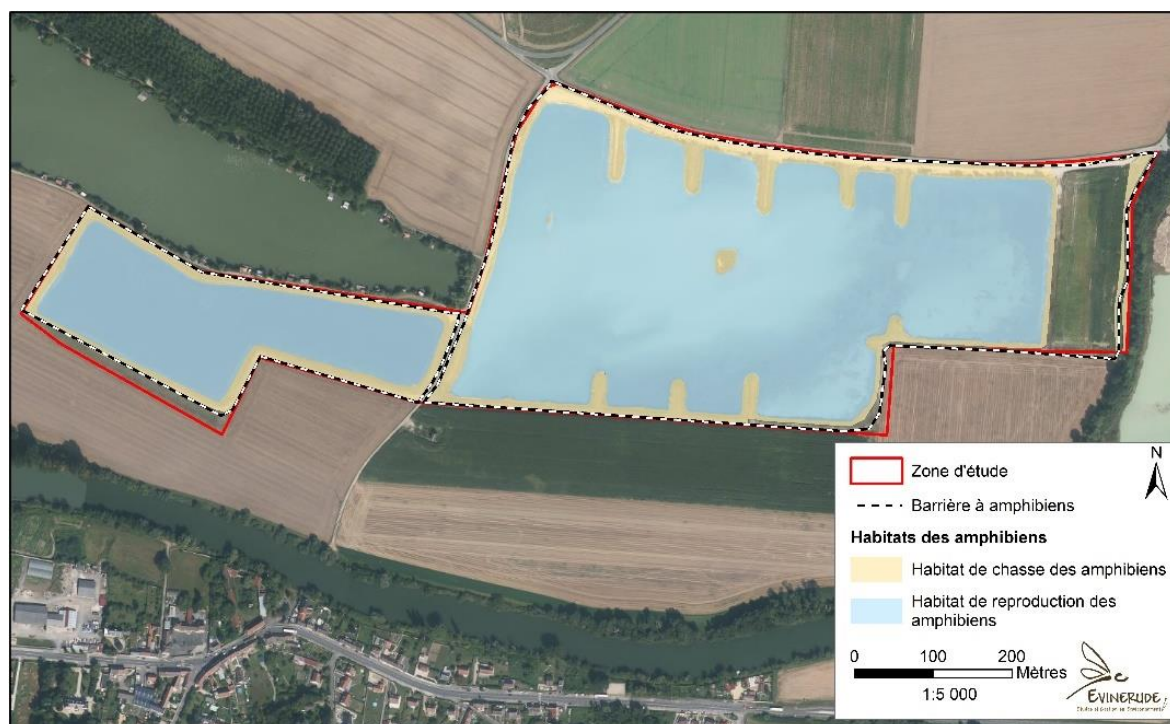 Zone d'étude
Barrière à amphibiens
Habitats des amphibiens
Habitat de chasse des amphibiens
Habitat de reproduction des
amphibiens
N
0 100 200
Mètres
1:5 000
EVINERUDE